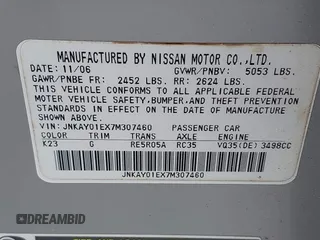 MANUFACTURED BY NISSAN MOTOR CO.,LTD.
DATE: 11/06 GVWR/PNBV: 5053 LBS.
GAWR/PNBE FR: 2452 LBS. RR: 2624 LBS.
THIS VEHICLE CONFORMS TO ALL APPLICABLE
FEDERAL MOTOR VEHICLE SAFETY, BUMPER,
AND THEFT PREVENTION STANDARDS IN
EFFECT ON THE DATE OF MANUFACTURE
SHOWN ABOVE.
VIN: JNKAY01EX7M307460 PASSENGER CAR
COLOR TRIM TRANS. AXLE ENGINE
K23 G RE5R05A RC35 VQ35(DE) 3498CC
JNKAY01EX7M307460
AUTOBIDCAR